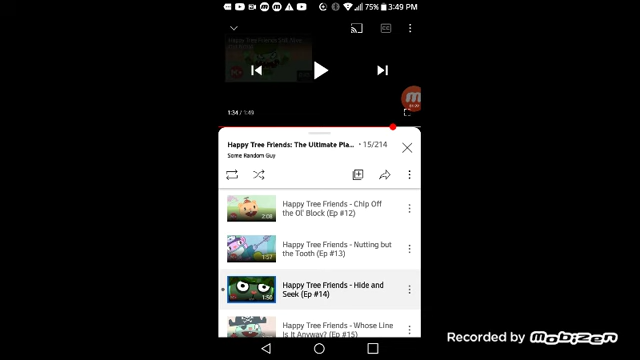 75% 3:49 PM
CC
1:34 / 1:49
Happy Tree Friends: The Ultimate Pla... • 15/214
Some Random Guy
Happy Tree Friends - Chip Off
the Ol' Block (Ep #12)
Happy Tree Friends - Nutting but
the Tooth (Ep #13)
1:37
Happy Tree Friends - Hide and
Seek (Ep #14)
1:50
Happy Tree Friends - Whose Line
Is It Anyway? (Ep #15)
Recorded by Mobizen